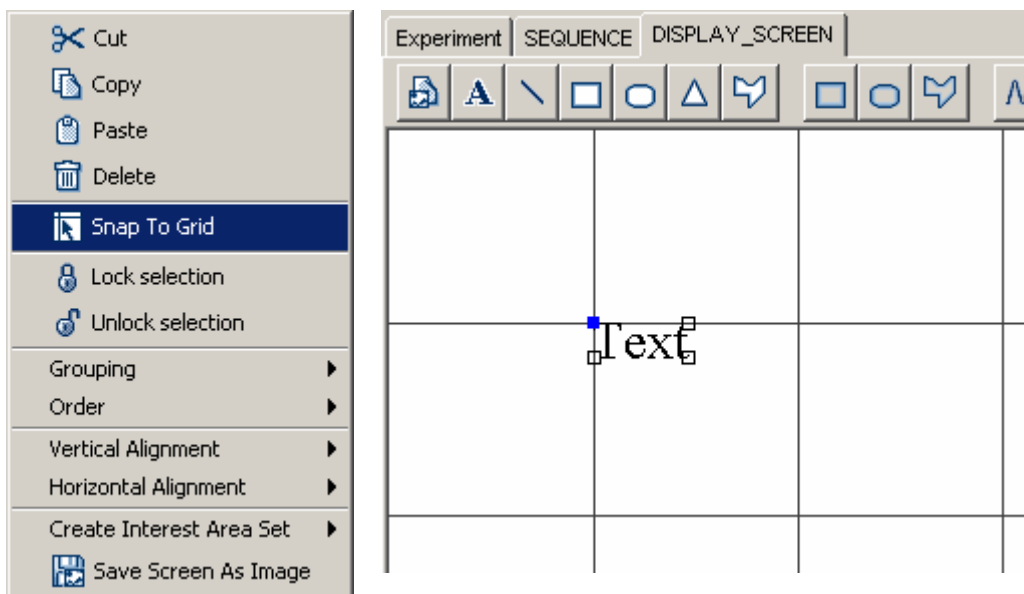 Cut
Copy
Paste
Delete
Snap To Grid
Lock selection
Unlock selection
Grouping
Order
Vertical Alignment
Horizontal Alignment
Create Interest Area Set
Save Screen As Image
Experiment SEQUENCE DISPLAY_SCREEN
A
Text